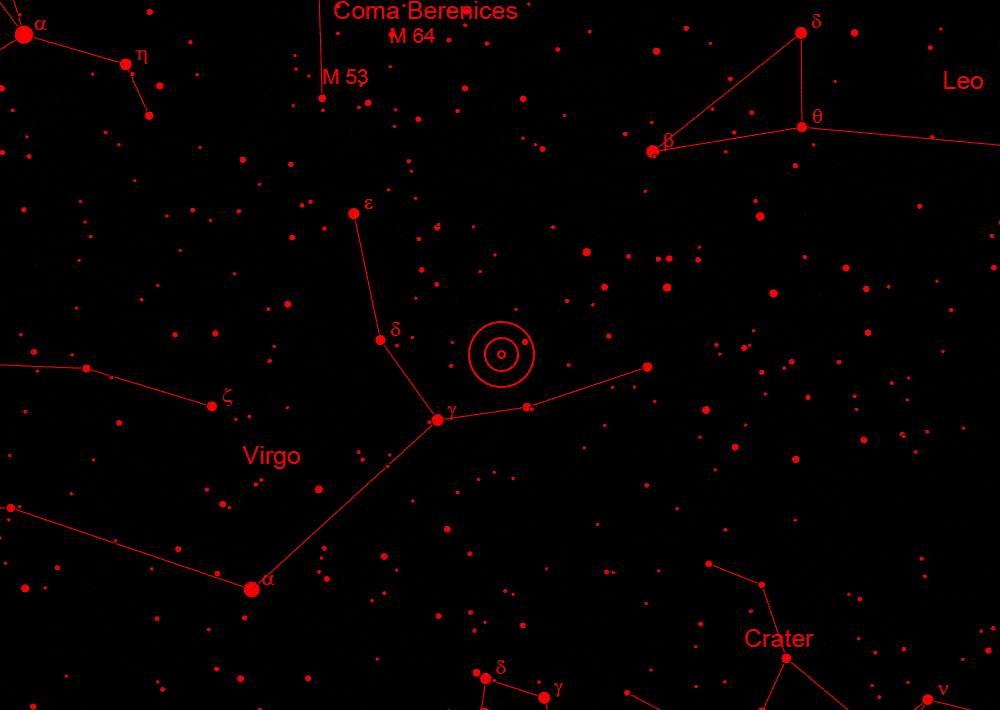 Coma Berenices
α
δ
M 64
η
M 53
Leo
θ
β
ε
δ
ζ
γ
Virgo
α
Crater
δ
γ
ν